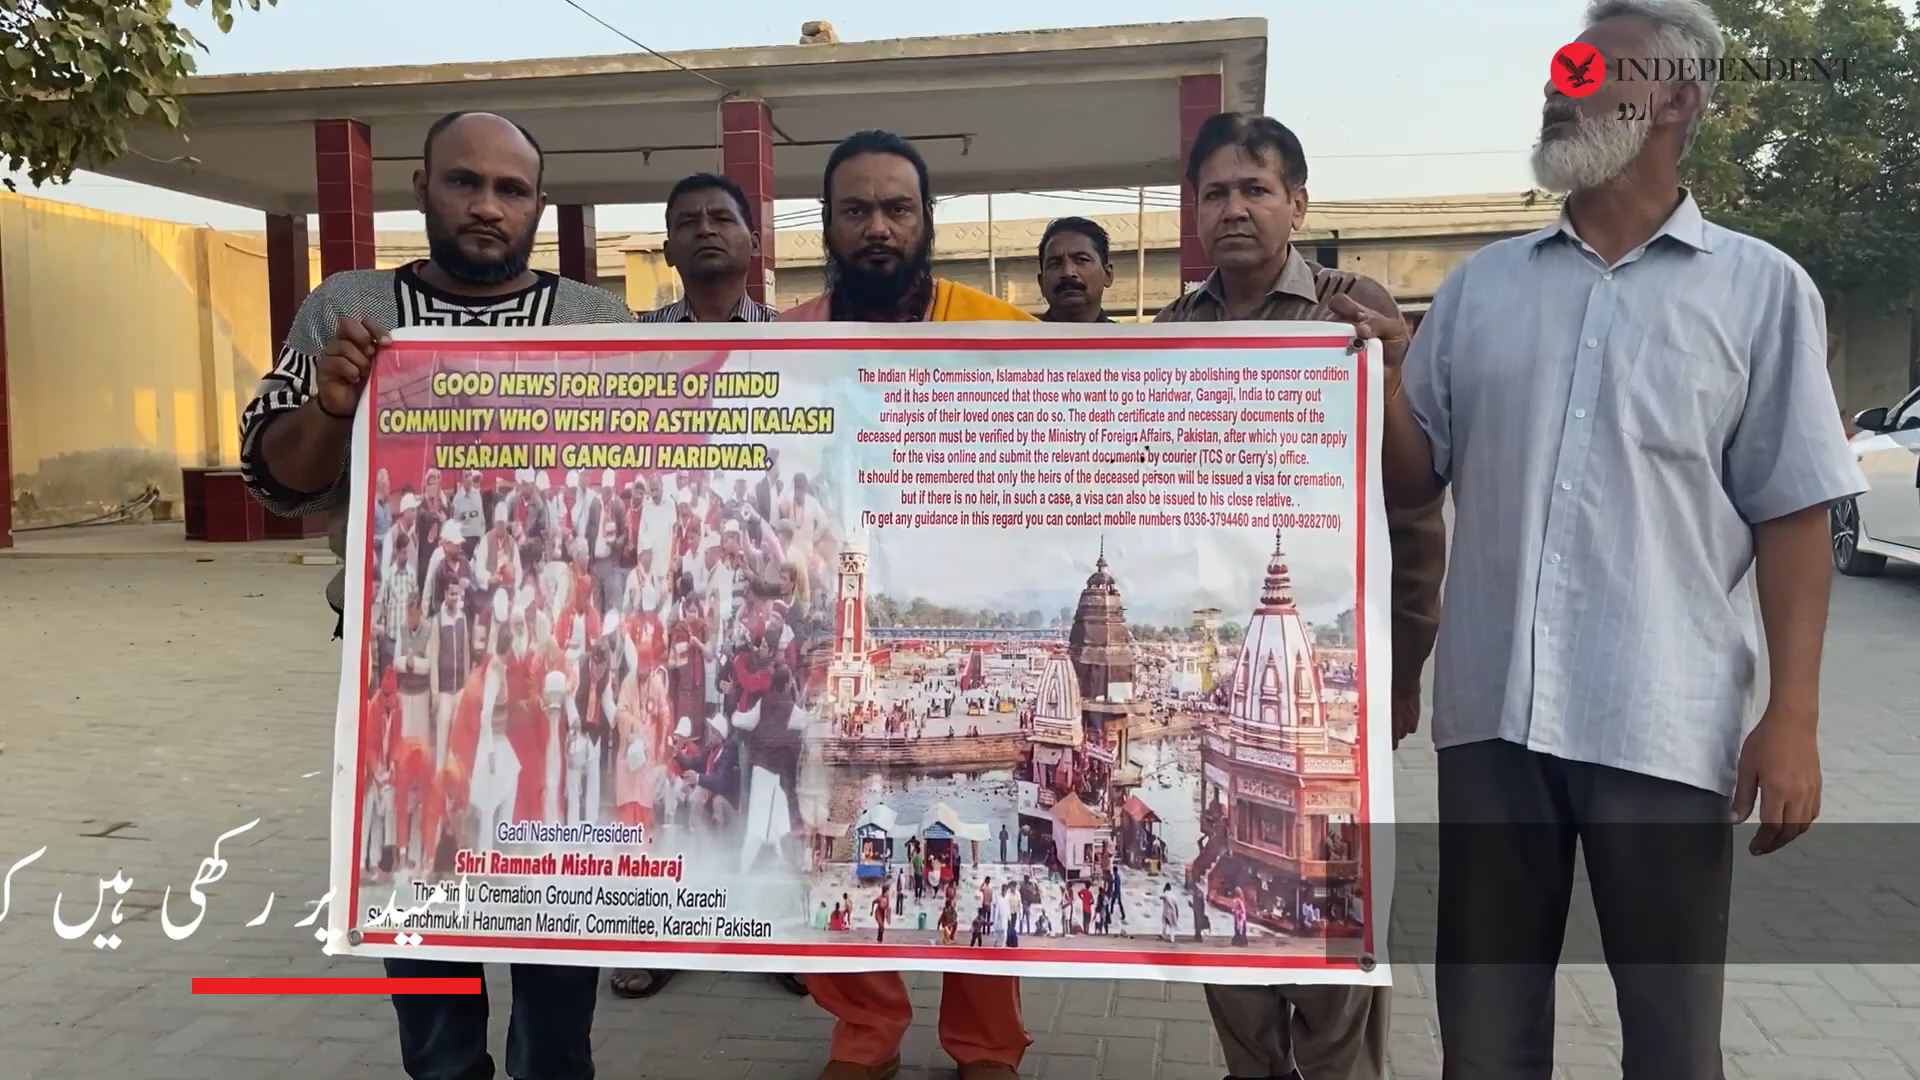 INDEPENDENT
اردو
GOOD NEWS FOR PEOPLE OF HINDU
COMMUNITY WHO WISH FOR ASTHYAN KALASH
VISARJAN IN GANGAJI HARIDWAR.
The Indian High Commission, Islamabad has relaxed the visa policy by abolishing the sponsor condition
and it has been announced that those who want to go to Haridwar, Gangaji, India to carry out
urinalysis of their loved ones can do so. The death certificate and necessary documents of the
deceased person must be verified by the Ministry of Foreign Affairs, Pakistan, after which you can apply
for the visa online and submit the relevant documents by courier (TCS or Gerry's) office.
It should be remembered that only the heirs of the deceased person will be issued a visa for cremation,
but if there is no heir, in such a case, a visa can also be issued to his close relative. .
(To get any guidance in this regard you can contact mobile numbers 0336-3794460 and 0300-9282700)
Gadi Nashen/President
Shri Ramnath Mishra Maharaj
The Hindu Cremation Ground Association, Karachi
Shri Panchmukhi Hanuman Mandir, Committee, Karachi Pakistan
پر رکھی ہیں